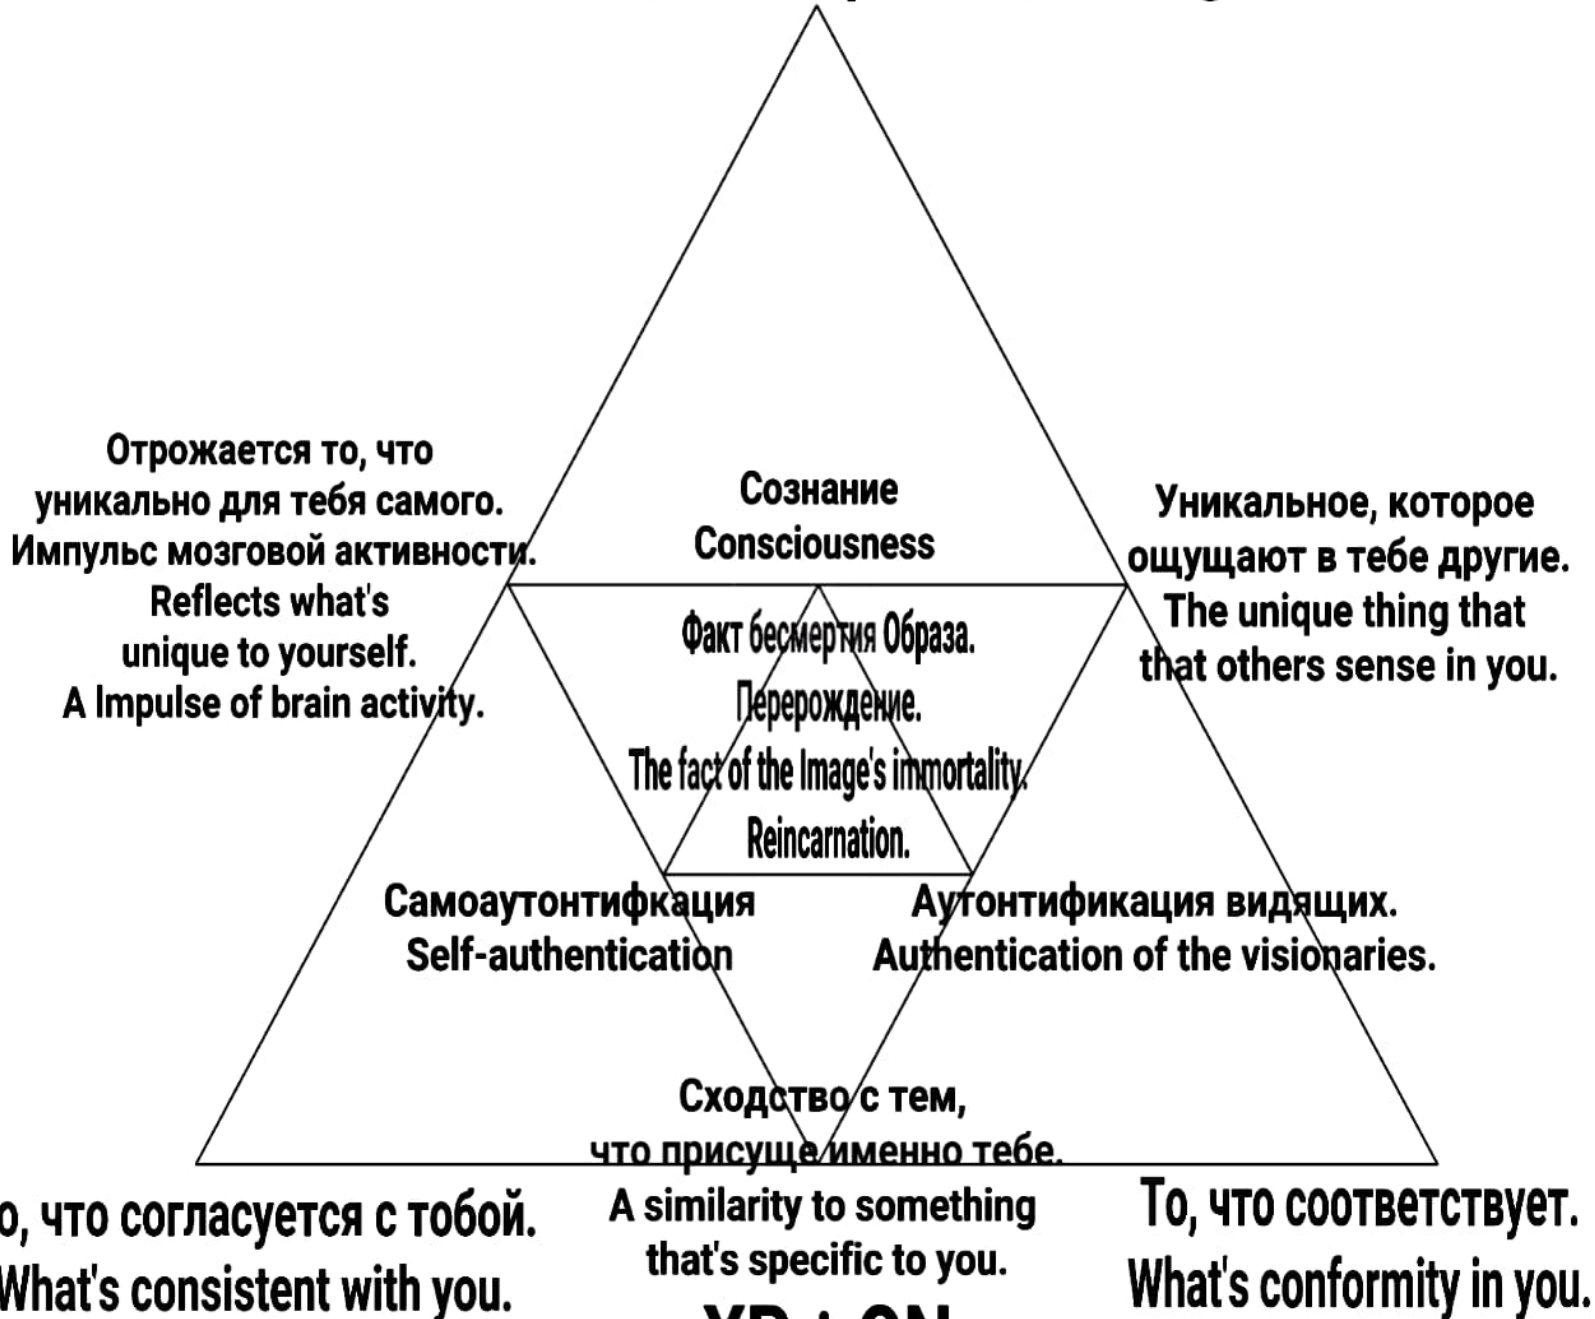 Отрожается то, что
уникально для тебя самого.
Импульс мозговой активности.
Reflects what's
unique to yourself.
A Impulse of brain activity.
Сознание
Consciousness
Уникальное, которое
ощущают в тебе другие.
The unique thing that
that others sense in you.
Факт бесмертия Образа.
Перерождение.
The fact of the Image's immortality.
Reincarnation.
Самоаутонтифкация
Self-authentication
Аутонтификация видящих.
Authentication of the visionaries.
Сходство с тем,
что присуще именно тебе.
A similarity to something
that's specific to you.
о, что согласуется с тобой.
What's consistent with you.
То, что соответствует.
What's conformity in you.